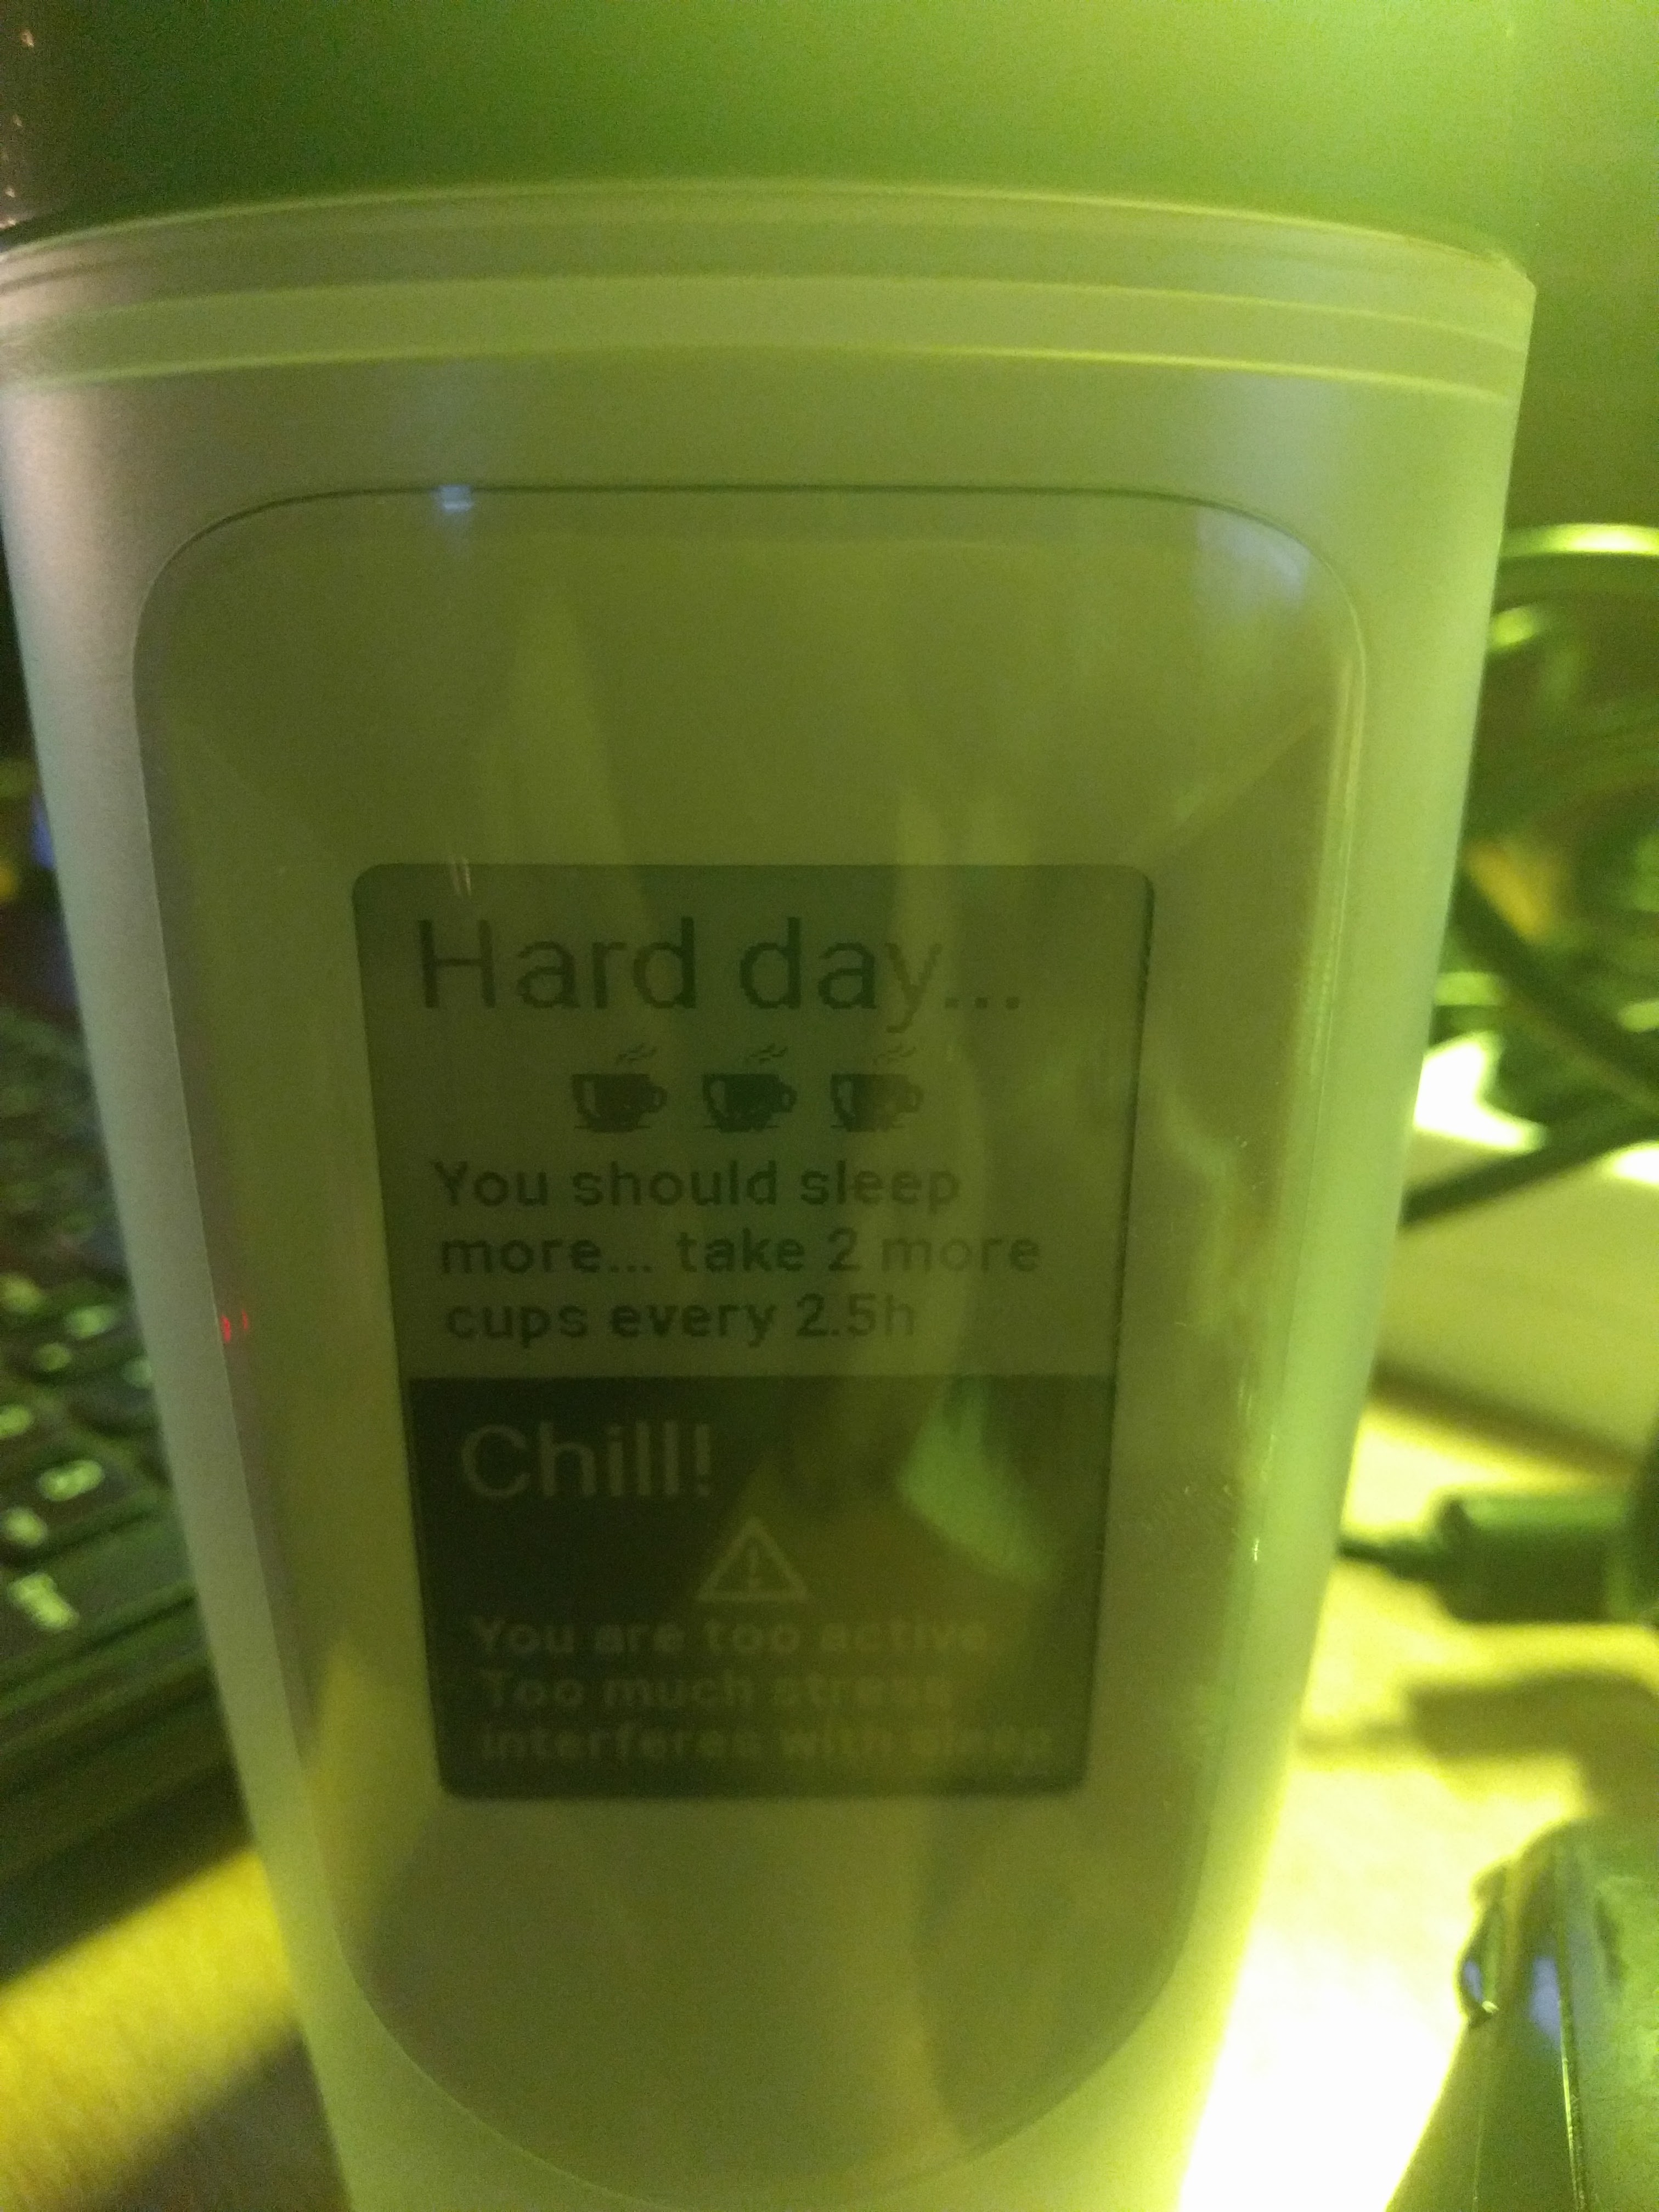 Hard day...
You should sleep
more... take 2 more
cups every 2.5h
Chill!
You are too active.
Too much stress
interferes with sleep